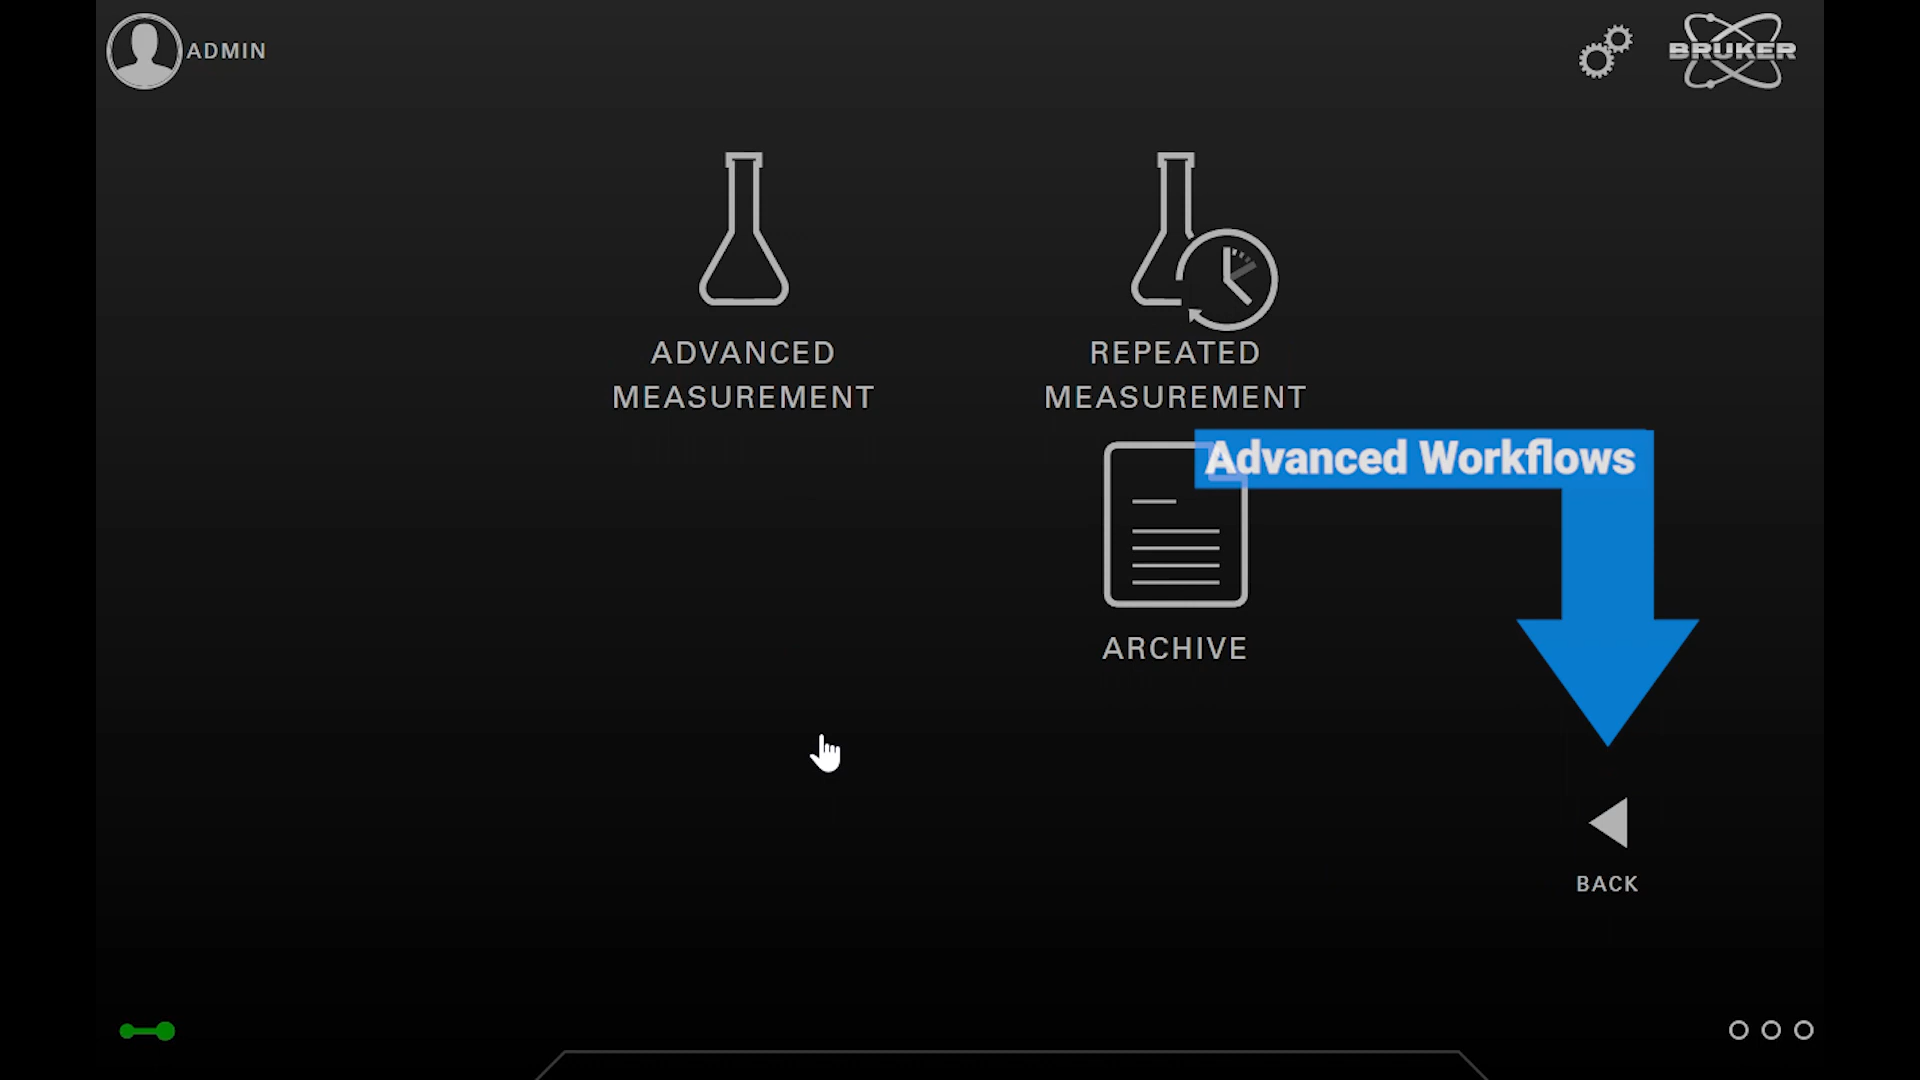 ADMIN
BRUKER
ADVANCED
MEASUREMENT
REPEATED
MEASUREMENT
Advanced Workflows
ARCHIVE
BACK